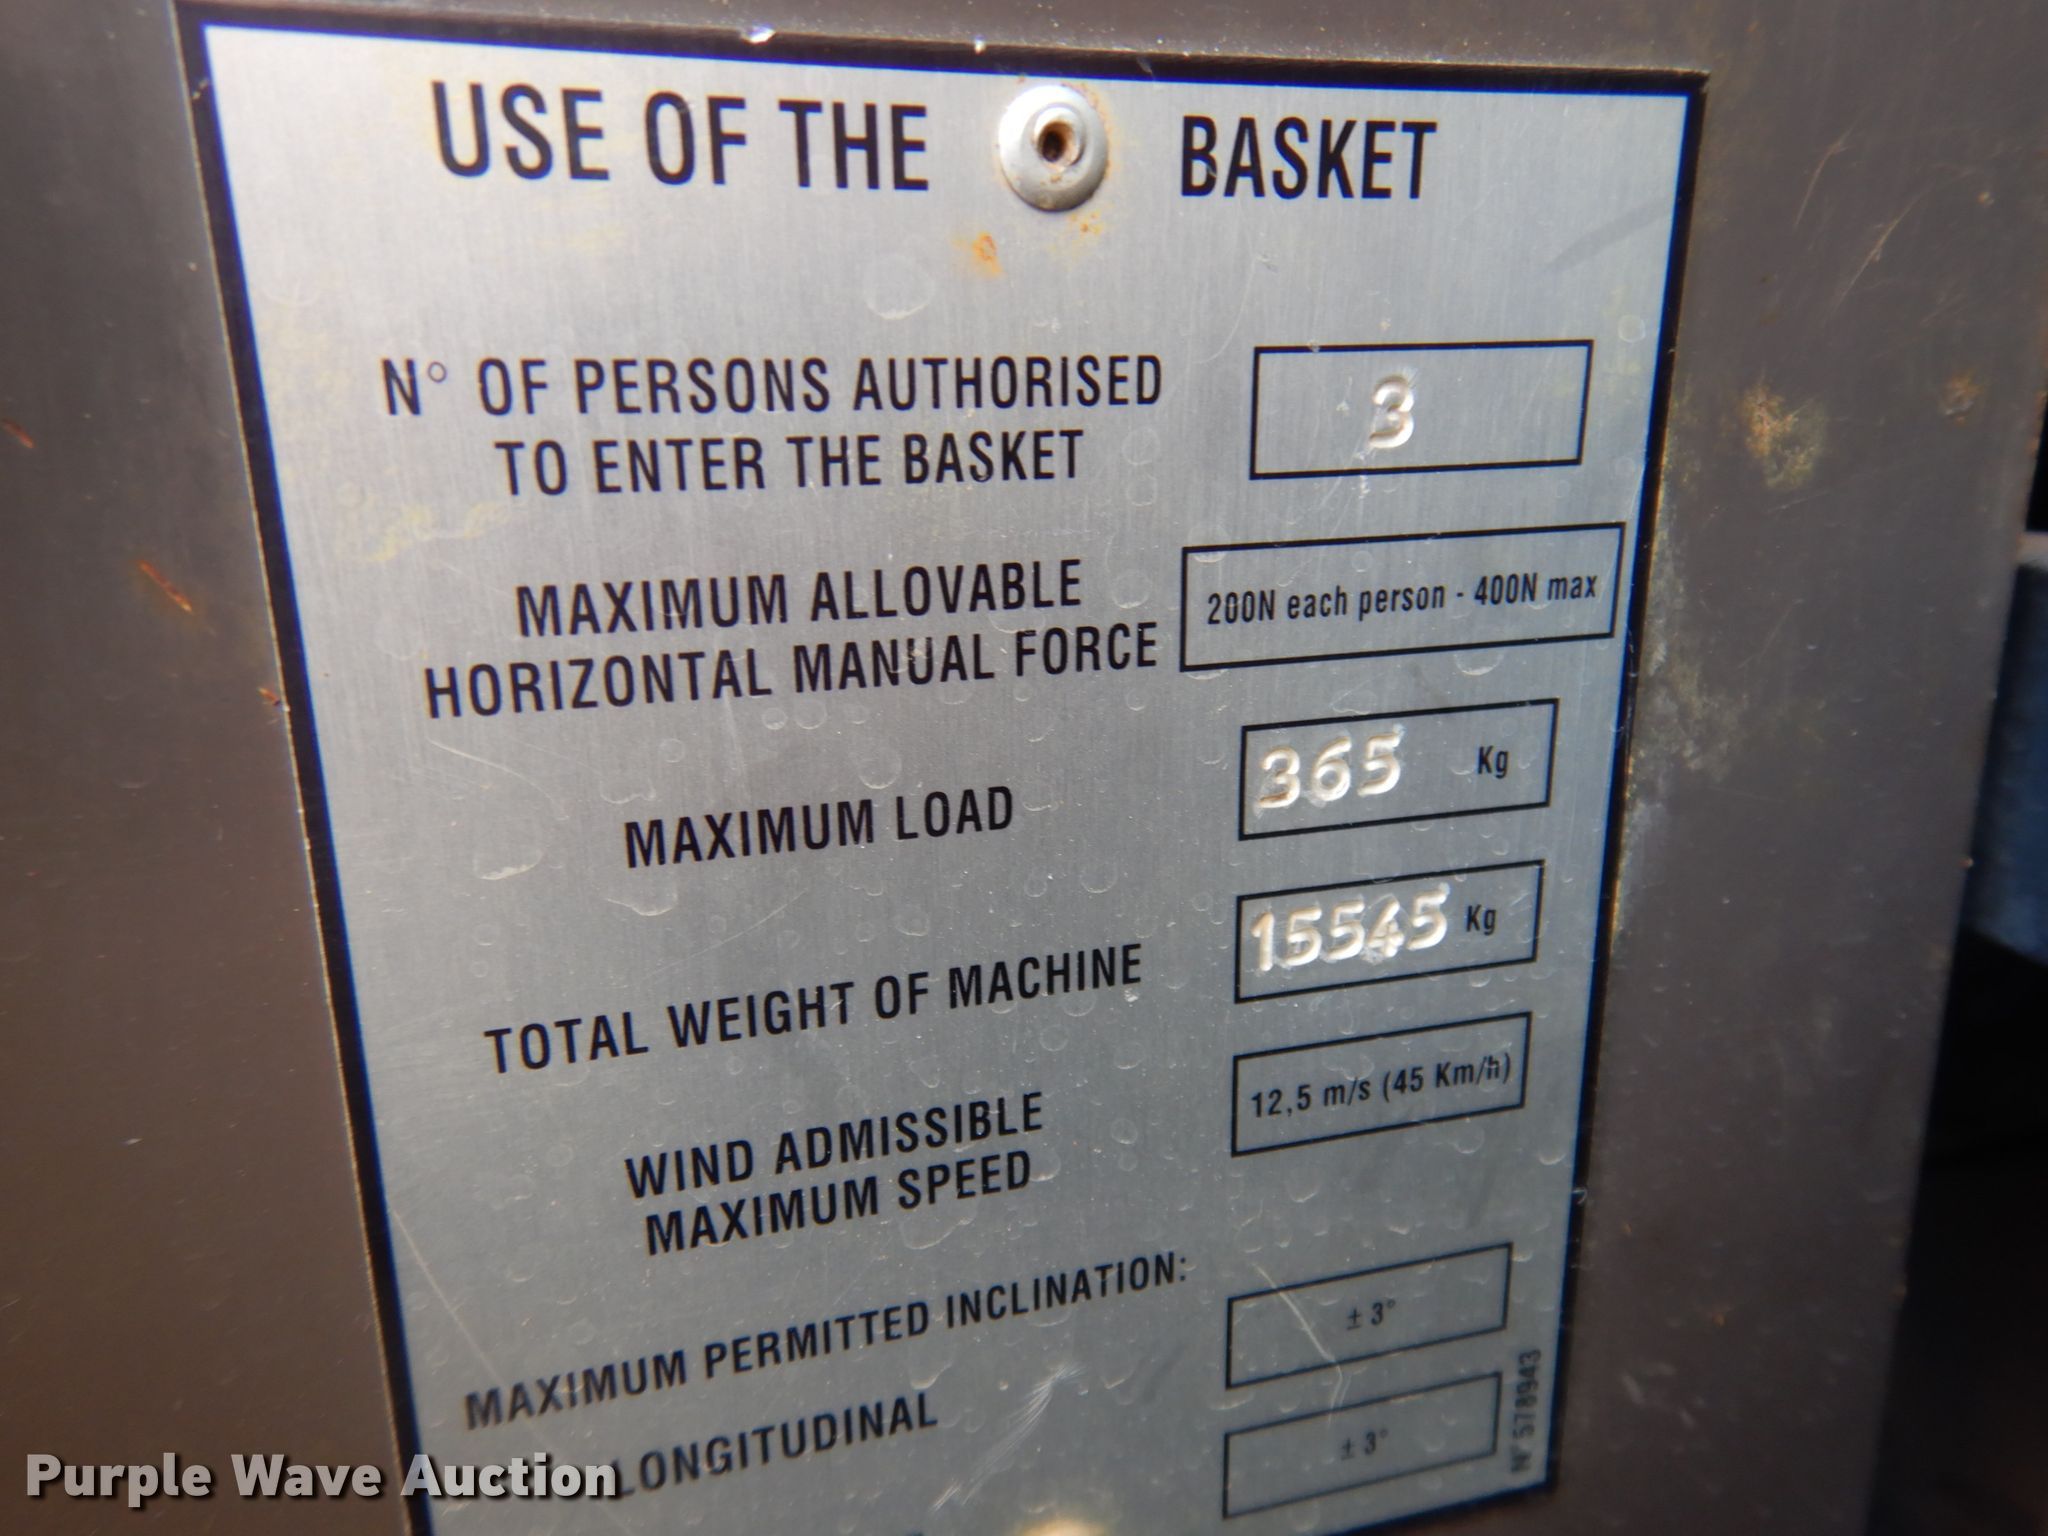 USE OF THE BASKET
N° OF PERSONS AUTHORISED
TO ENTER THE BASKET
3
MAXIMUM ALLOVABLE
HORIZONTAL MANUAL FORCE
200N each person - 400N max
MAXIMUM LOAD
365 Kg
TOTAL WEIGHT OF MACHINE
15545 Kg
WIND ADMISSIBLE
MAXIMUM SPEED
12,5 m/s (45 Km/h)
MAXIMUM PERMITTED INCLINATION:
± 3°
LONGITUDINAL
± 3°
N° 578943
Purple Wave Auction